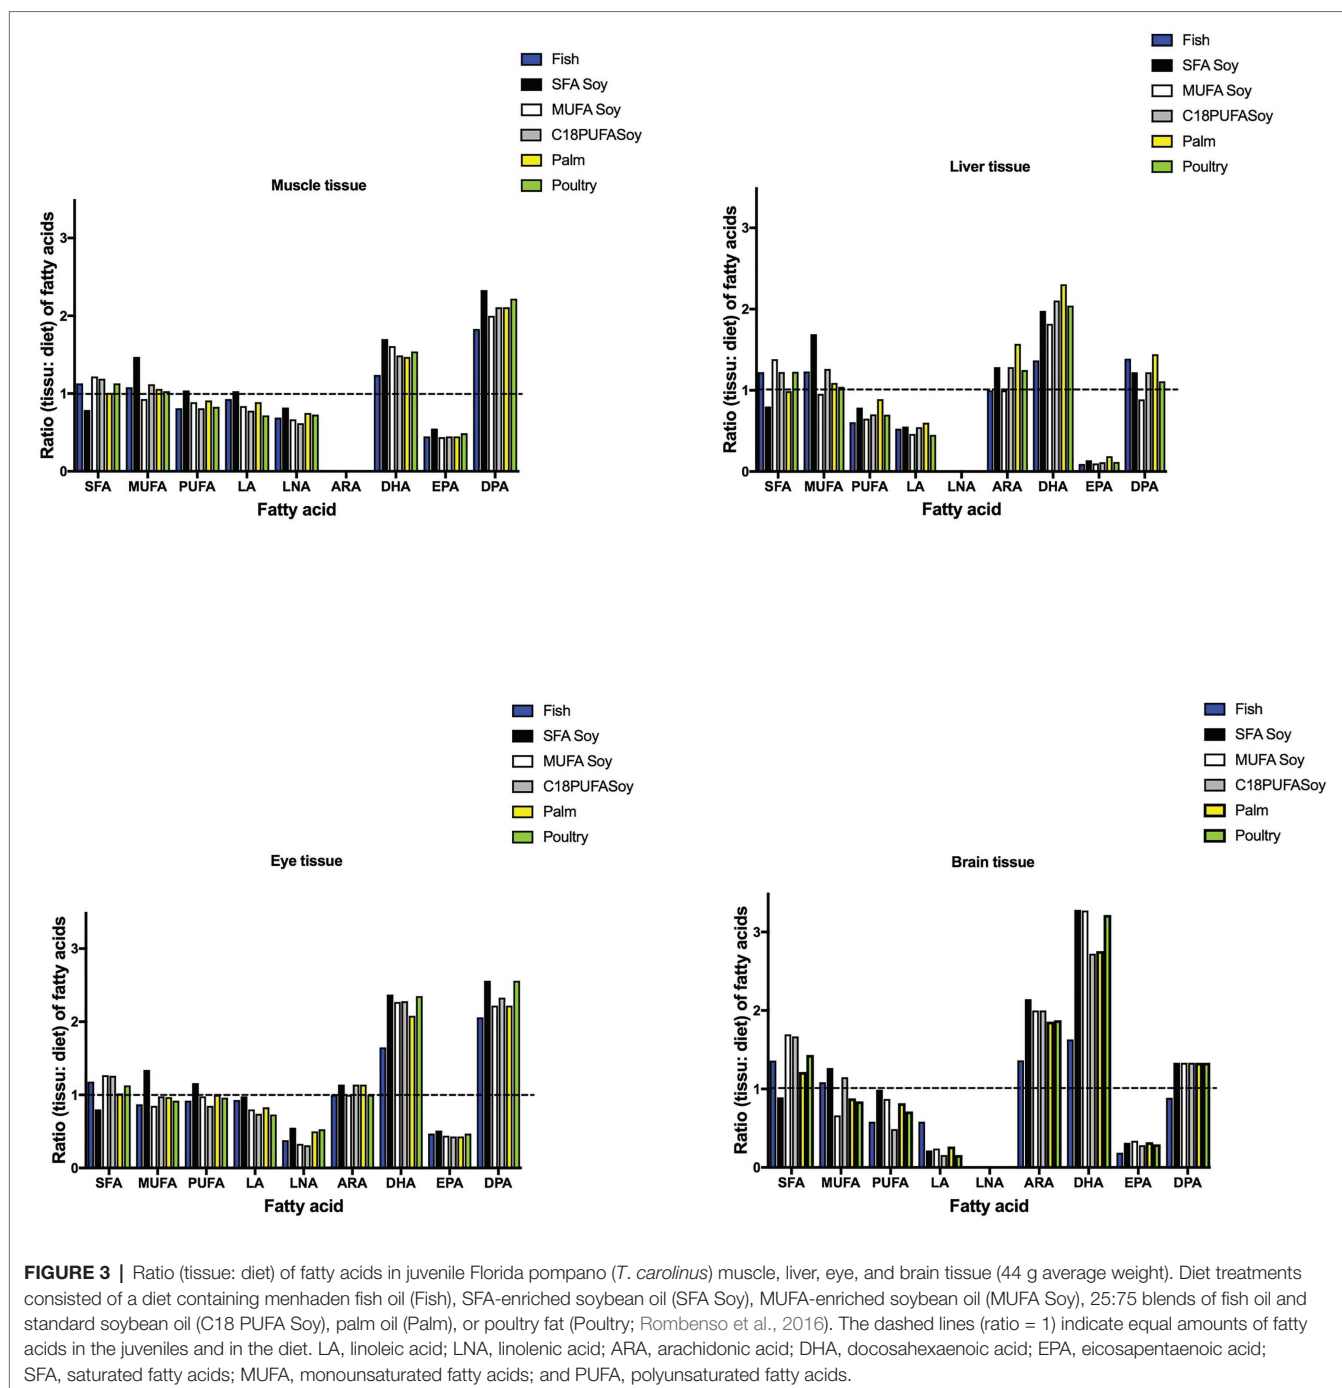 Fish
SFA Soy
MUFA Soy
C18PUFASoy
Palm
Poultry
Muscle tissue
Ratio (tissu: diet) of fatty acids
3
2
1
0
SFA MUFA PUFA LA LNA ARA DHA EPA DPA
Fatty acid
Fish
SFA Soy
MUFA Soy
C18PUFASoy
Palm
Poultry
Liver tissue
Ratio (tissu: diet) of fatty acids
3
2
1
0
SFA MUFA PUFA LA LNA ARA DHA EPA DPA
Fatty acid
Fish
SFA Soy
MUFA Soy
C18PUFASoy
Palm
Poultry
Eye tissue
Ratio (tissu: diet) of fatty acids
3
2
1
0
SFA MUFA PUFA LA LNA ARA DHA EPA DPA
Fatty acid
Fish
SFA Soy
MUFA Soy
C18PUFASoy
Palm
Poultry
Brain tissue
Ratio (tissu: diet) of fatty acids
3
2
1
0
SFA MUFA PUFA LA LNA ARA DHA EPA DPA
Fatty acid
FIGURE 3 | Ratio (tissue: diet) of fatty acids in juvenile Florida pompano (T. carolinus) muscle, liver, eye, and brain tissue (44 g average weight). Diet treatments
consisted of a diet containing menhaden fish oil (Fish), SFA-enriched soybean oil (SFA Soy), MUFA-enriched soybean oil (MUFA Soy), 25:75 blends of fish oil and
standard soybean oil (C18 PUFA Soy), palm oil (Palm), or poultry fat (Poultry; Rombenso et al., 2016). The dashed lines (ratio = 1) indicate equal amounts of fatty
acids in the juveniles and in the diet. LA, linoleic acid; LNA, linolenic acid; ARA, arachidonic acid; DHA, docosahexaenoic acid; EPA, eicosapentaenoic acid;
SFA, saturated fatty acids; MUFA, monounsaturated fatty acids; and PUFA, polyunsaturated fatty acids.